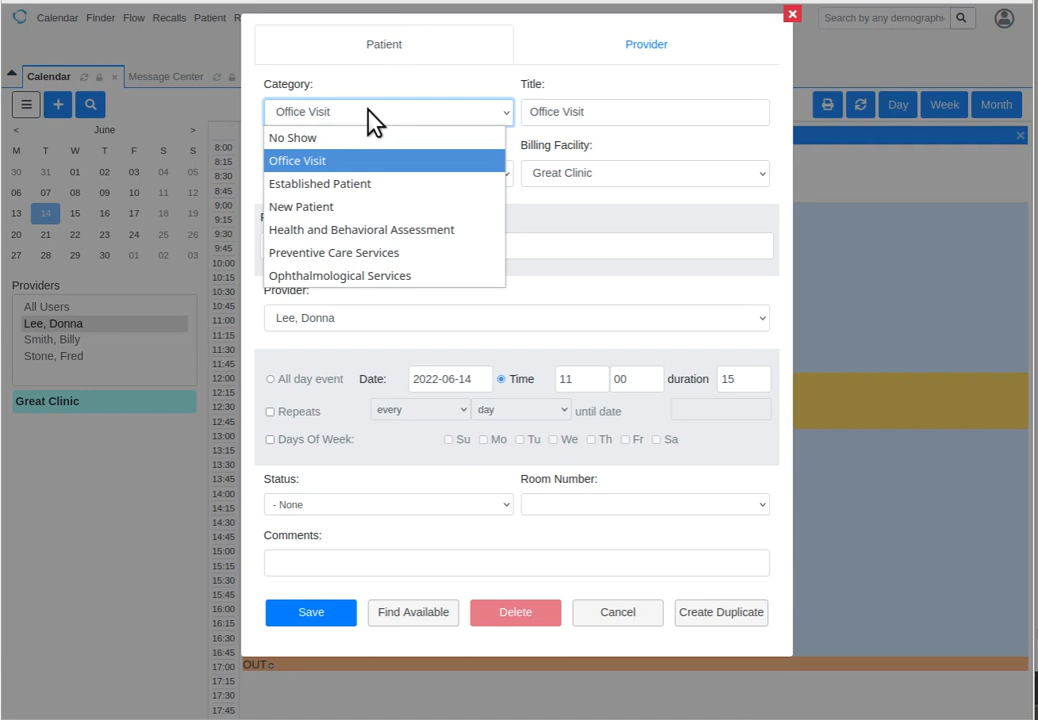 Calendar Finder Flow Recalls Patient R
Search by any demographi
Patient
Provider
Calendar
Message Center
Category:
Title:
Office Visit
Office Visit
No Show
Office Visit
Established Patient
New Patient
Health and Behavioral Assessment
Preventive Care Services
Ophthalmological Services
Billing Facility:
Great Clinic
Day
Week
Month
< June >
M T W T F S S
30 31 01 02 03 04 05
06 07 08 09 10 11 12
13 14 15 16 17 18 19
20 21 22 23 24 25 26
27 28 29 30 01 02 03
Providers
All Users
Lee, Donna
Smith, Billy
Stone, Fred
Great Clinic
8:00
8:15
8:30
8:45
9:00
9:15
9:30
9:45
10:00
10:15
10:30
10:45
11:00
11:15
11:30
11:45
12:00
12:15
12:30
12:45
13:00
13:15
13:30
13:45
14:00
14:15
14:30
14:45
15:00
15:15
15:30
15:45
16:00
16:15
16:30
16:45
17:00
17:15
17:30
17:45
Provider:
Lee, Donna
All day event Date: 2022-06-14 Time 11 00 duration 15
Repeats every day until date
Days Of Week: Su Mo Tu We Th Fr Sa
Status:
Room Number:
- None
Comments:
Save
Find Available
Delete
Cancel
Create Duplicate
OUT